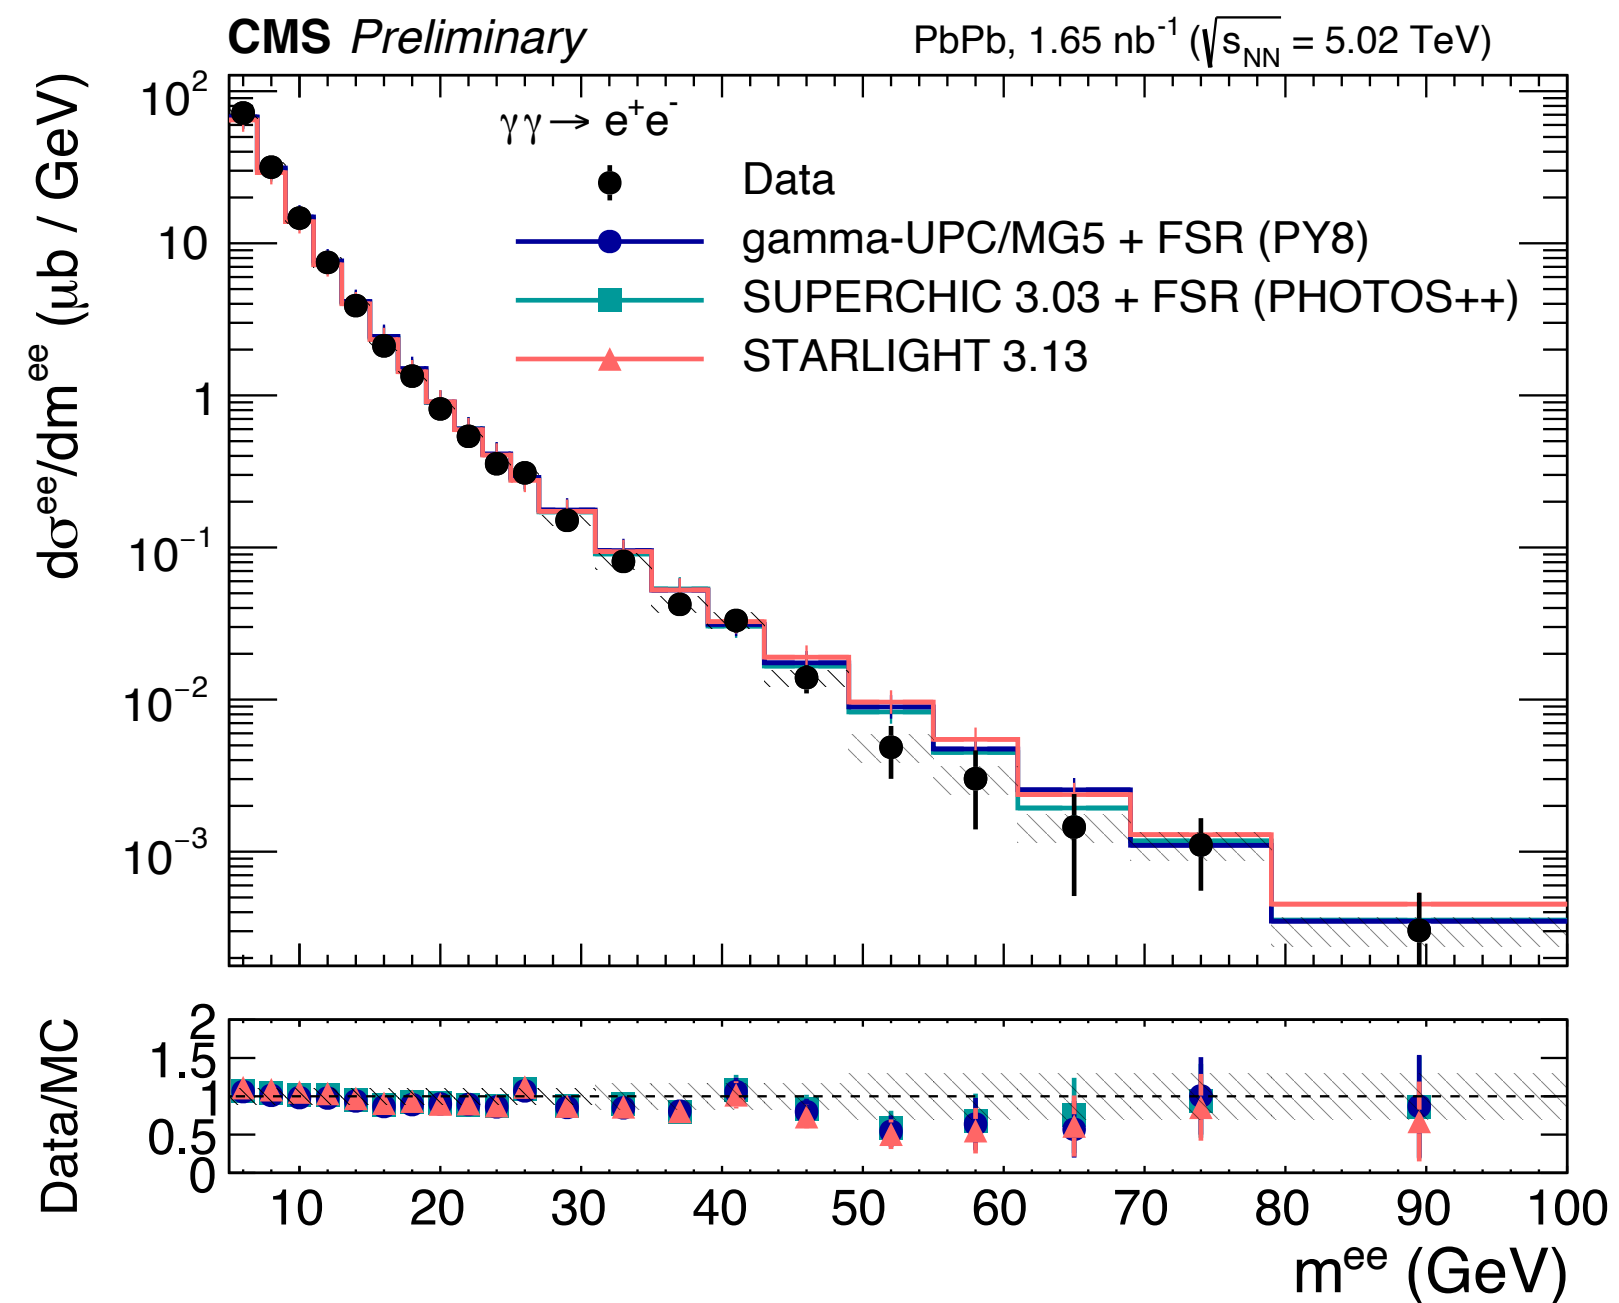 CMS Preliminary
PbPb, 1.65 nb⁻¹ (√s_NN = 5.02 TeV)
dσᵉᵉ/dmᵉᵉ (μb / GeV)
10²
10
1
10⁻¹
10⁻²
10⁻³
γγ → e⁺e⁻
Data
gamma-UPC/MG5 + FSR (PY8)
SUPERCHIC 3.03 + FSR (PHOTOS++)
STARLIGHT 3.13
Data/MC
2
1.5
1
0.5
0
10 20 30 40 50 60 70 80 90 100
mᵉᵉ (GeV)